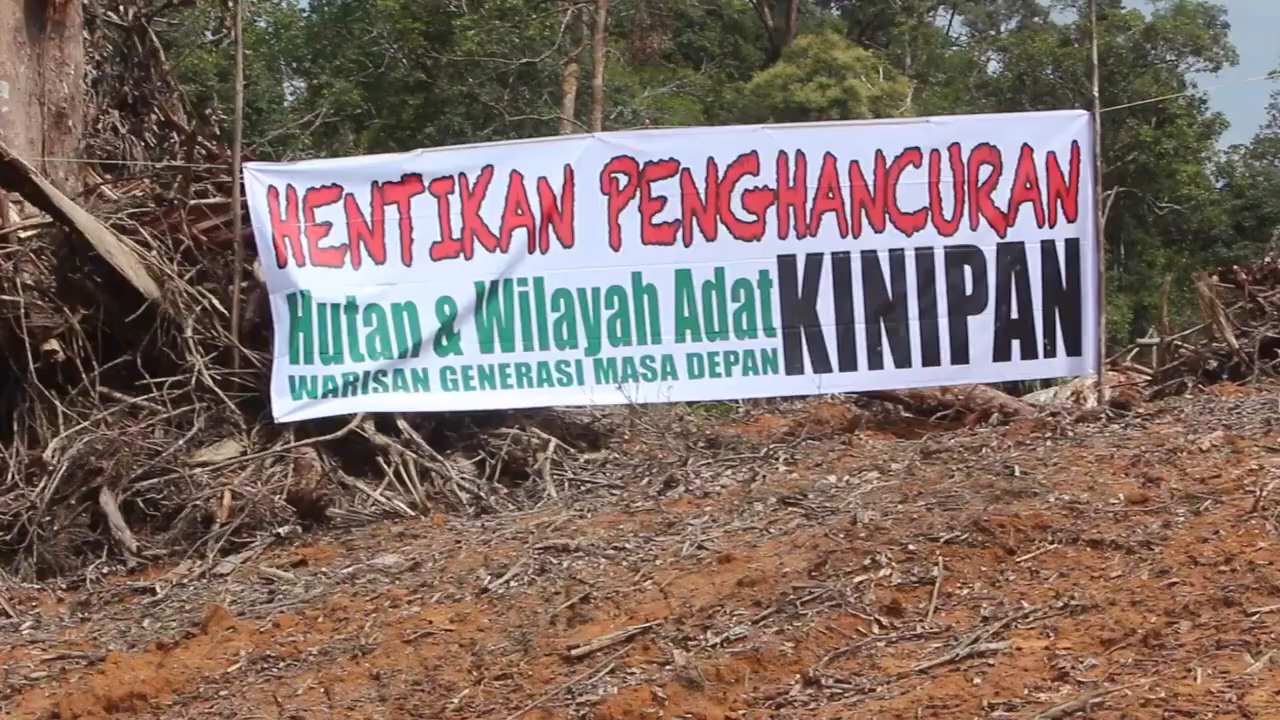 HENTIKAN PENGHANCURAN
Hutan & Wilayah Adat KINIPAN
WARISAN GENERASI MASA DEPAN